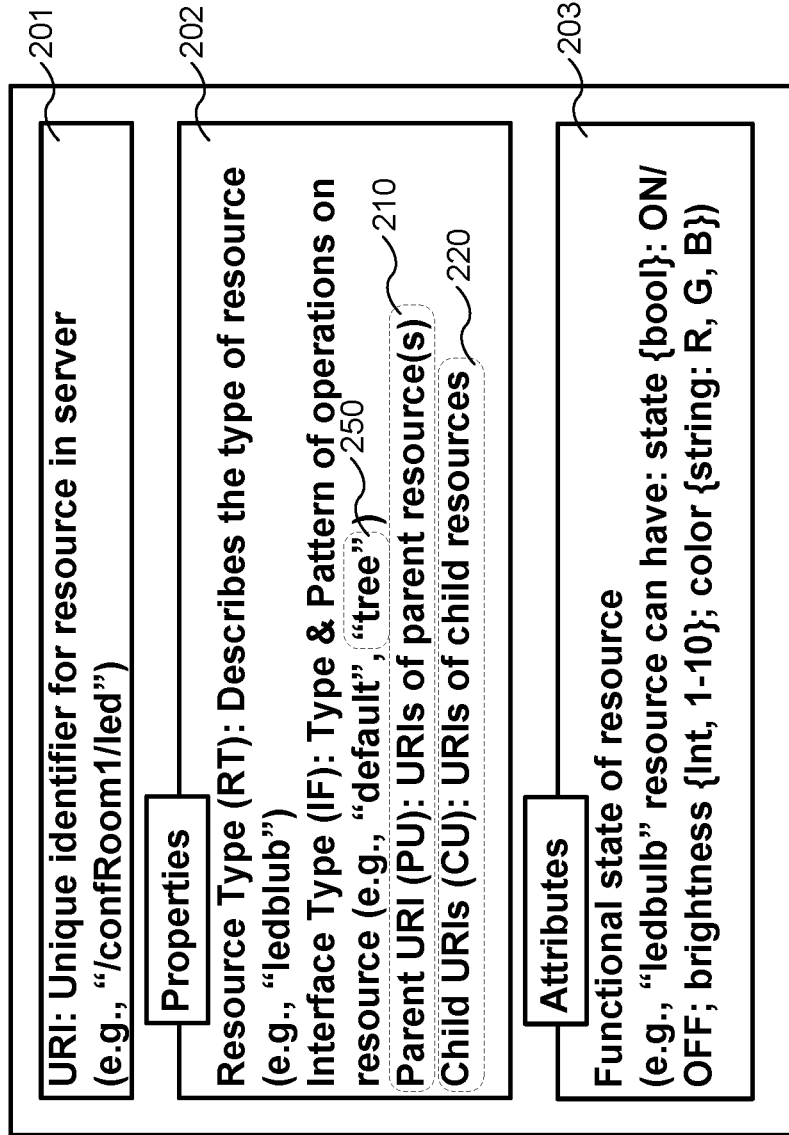 URI: Unique identifier for resource in server
(e.g., “/confRoom1/led”)
201
Properties
Resource Type (RT): Describes the type of resource
(e.g., “ledblub”)
Interface Type (IF): Type & Pattern of operations on
resource (e.g., “default”, “tree”)
Parent URI (PU): URIs of parent resource(s)
Child URIs (CU): URIs of child resources
202
250
210
220
Attributes
Functional state of resource
(e.g., “ledbulb” resource can have: state {bool}: ON/
OFF; brightness {Int, 1-10}; color {string: R, G, B})
203